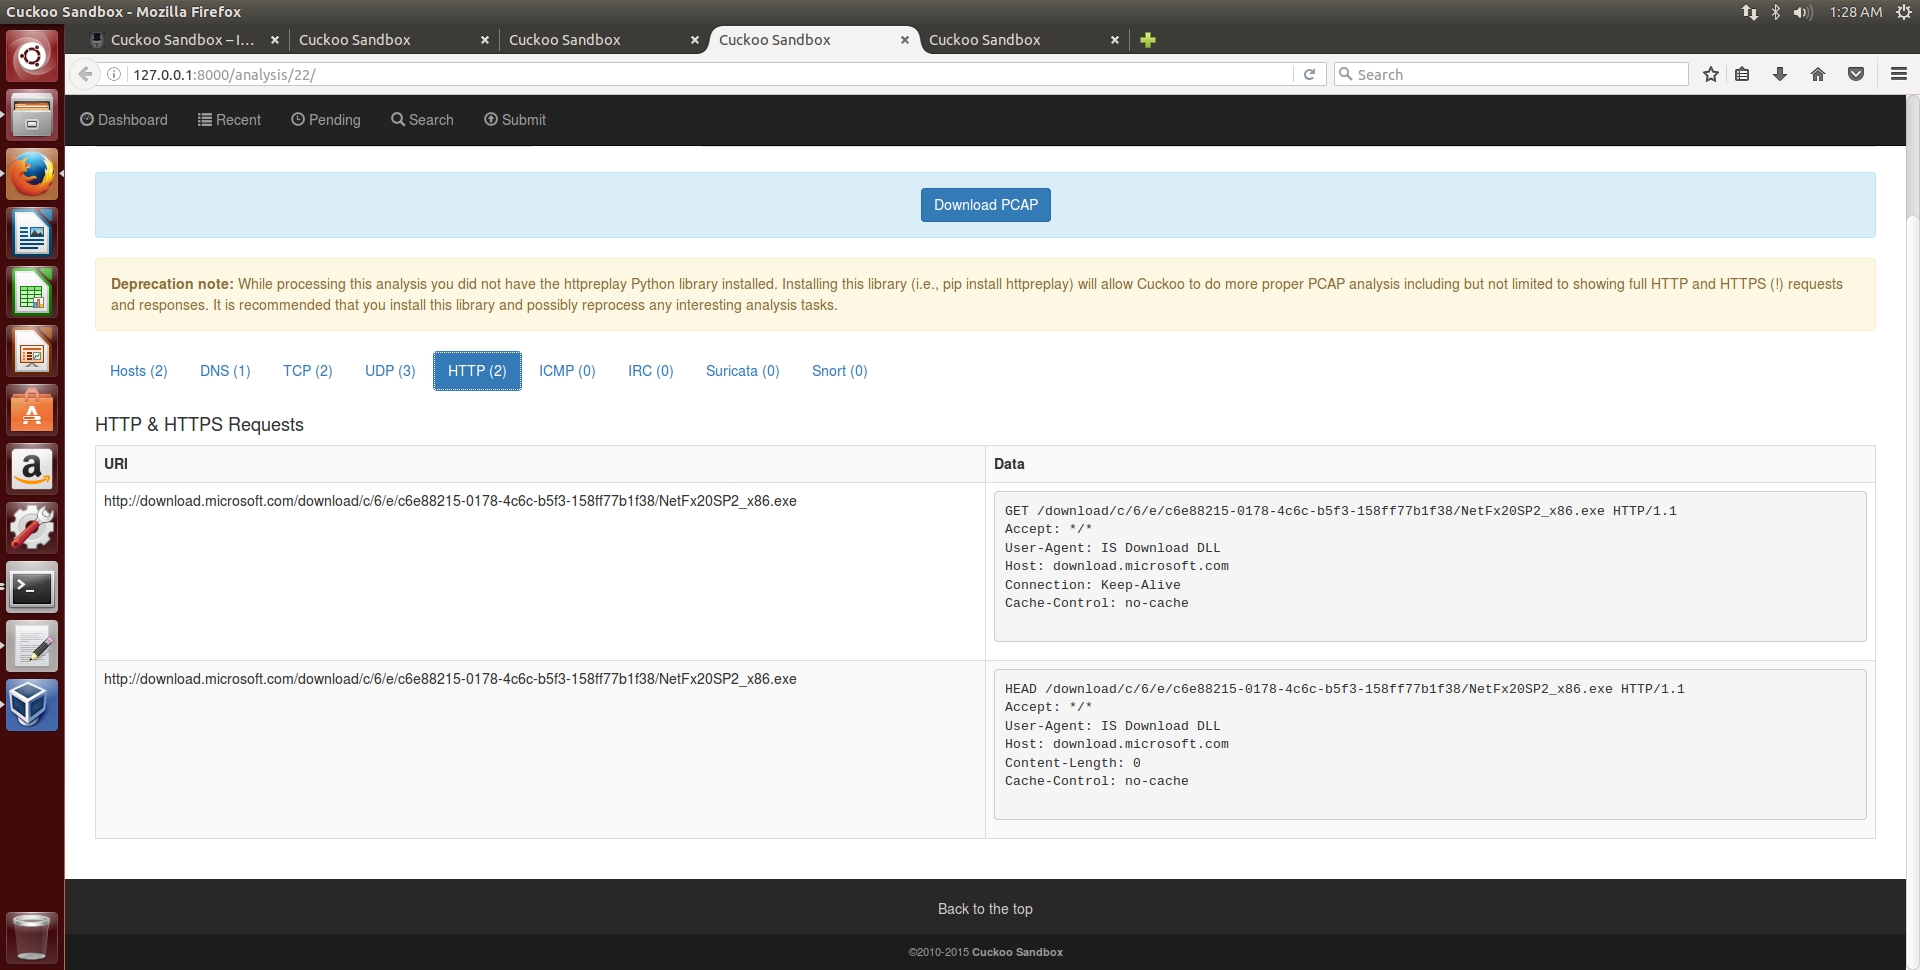 Cuckoo Sandbox - Mozilla Firefox
1:28 AM
Cuckoo Sandbox – I...
Cuckoo Sandbox
Cuckoo Sandbox
Cuckoo Sandbox
Cuckoo Sandbox
127.0.0.1:8000/analysis/22/
Search
Dashboard
Recent
Pending
Search
Submit
Download PCAP
Deprecation note: While processing this analysis you did not have the httpreplay Python library installed. Installing this library (i.e., pip install httpreplay) will allow Cuckoo to do more proper PCAP analysis including but not limited to showing full HTTP and HTTPS (!) requests
and responses. It is recommended that you install this library and possibly reprocess any interesting analysis tasks.
Hosts (2)
DNS (1)
TCP (2)
UDP (3)
HTTP (2)
ICMP (0)
IRC (0)
Suricata (0)
Snort (0)
HTTP & HTTPS Requests
URI
Data
http://download.microsoft.com/download/c/6/e/c6e88215-0178-4c6c-b5f3-158ff77b1f38/NetFx20SP2_x86.exe
GET /download/c/6/e/c6e88215-0178-4c6c-b5f3-158ff77b1f38/NetFx20SP2_x86.exe HTTP/1.1
Accept: */*
User-Agent: IS Download DLL
Host: download.microsoft.com
Connection: Keep-Alive
Cache-Control: no-cache
http://download.microsoft.com/download/c/6/e/c6e88215-0178-4c6c-b5f3-158ff77b1f38/NetFx20SP2_x86.exe
HEAD /download/c/6/e/c6e88215-0178-4c6c-b5f3-158ff77b1f38/NetFx20SP2_x86.exe HTTP/1.1
Accept: */*
User-Agent: IS Download DLL
Host: download.microsoft.com
Content-Length: 0
Cache-Control: no-cache
Back to the top
©2010-2015 Cuckoo Sandbox